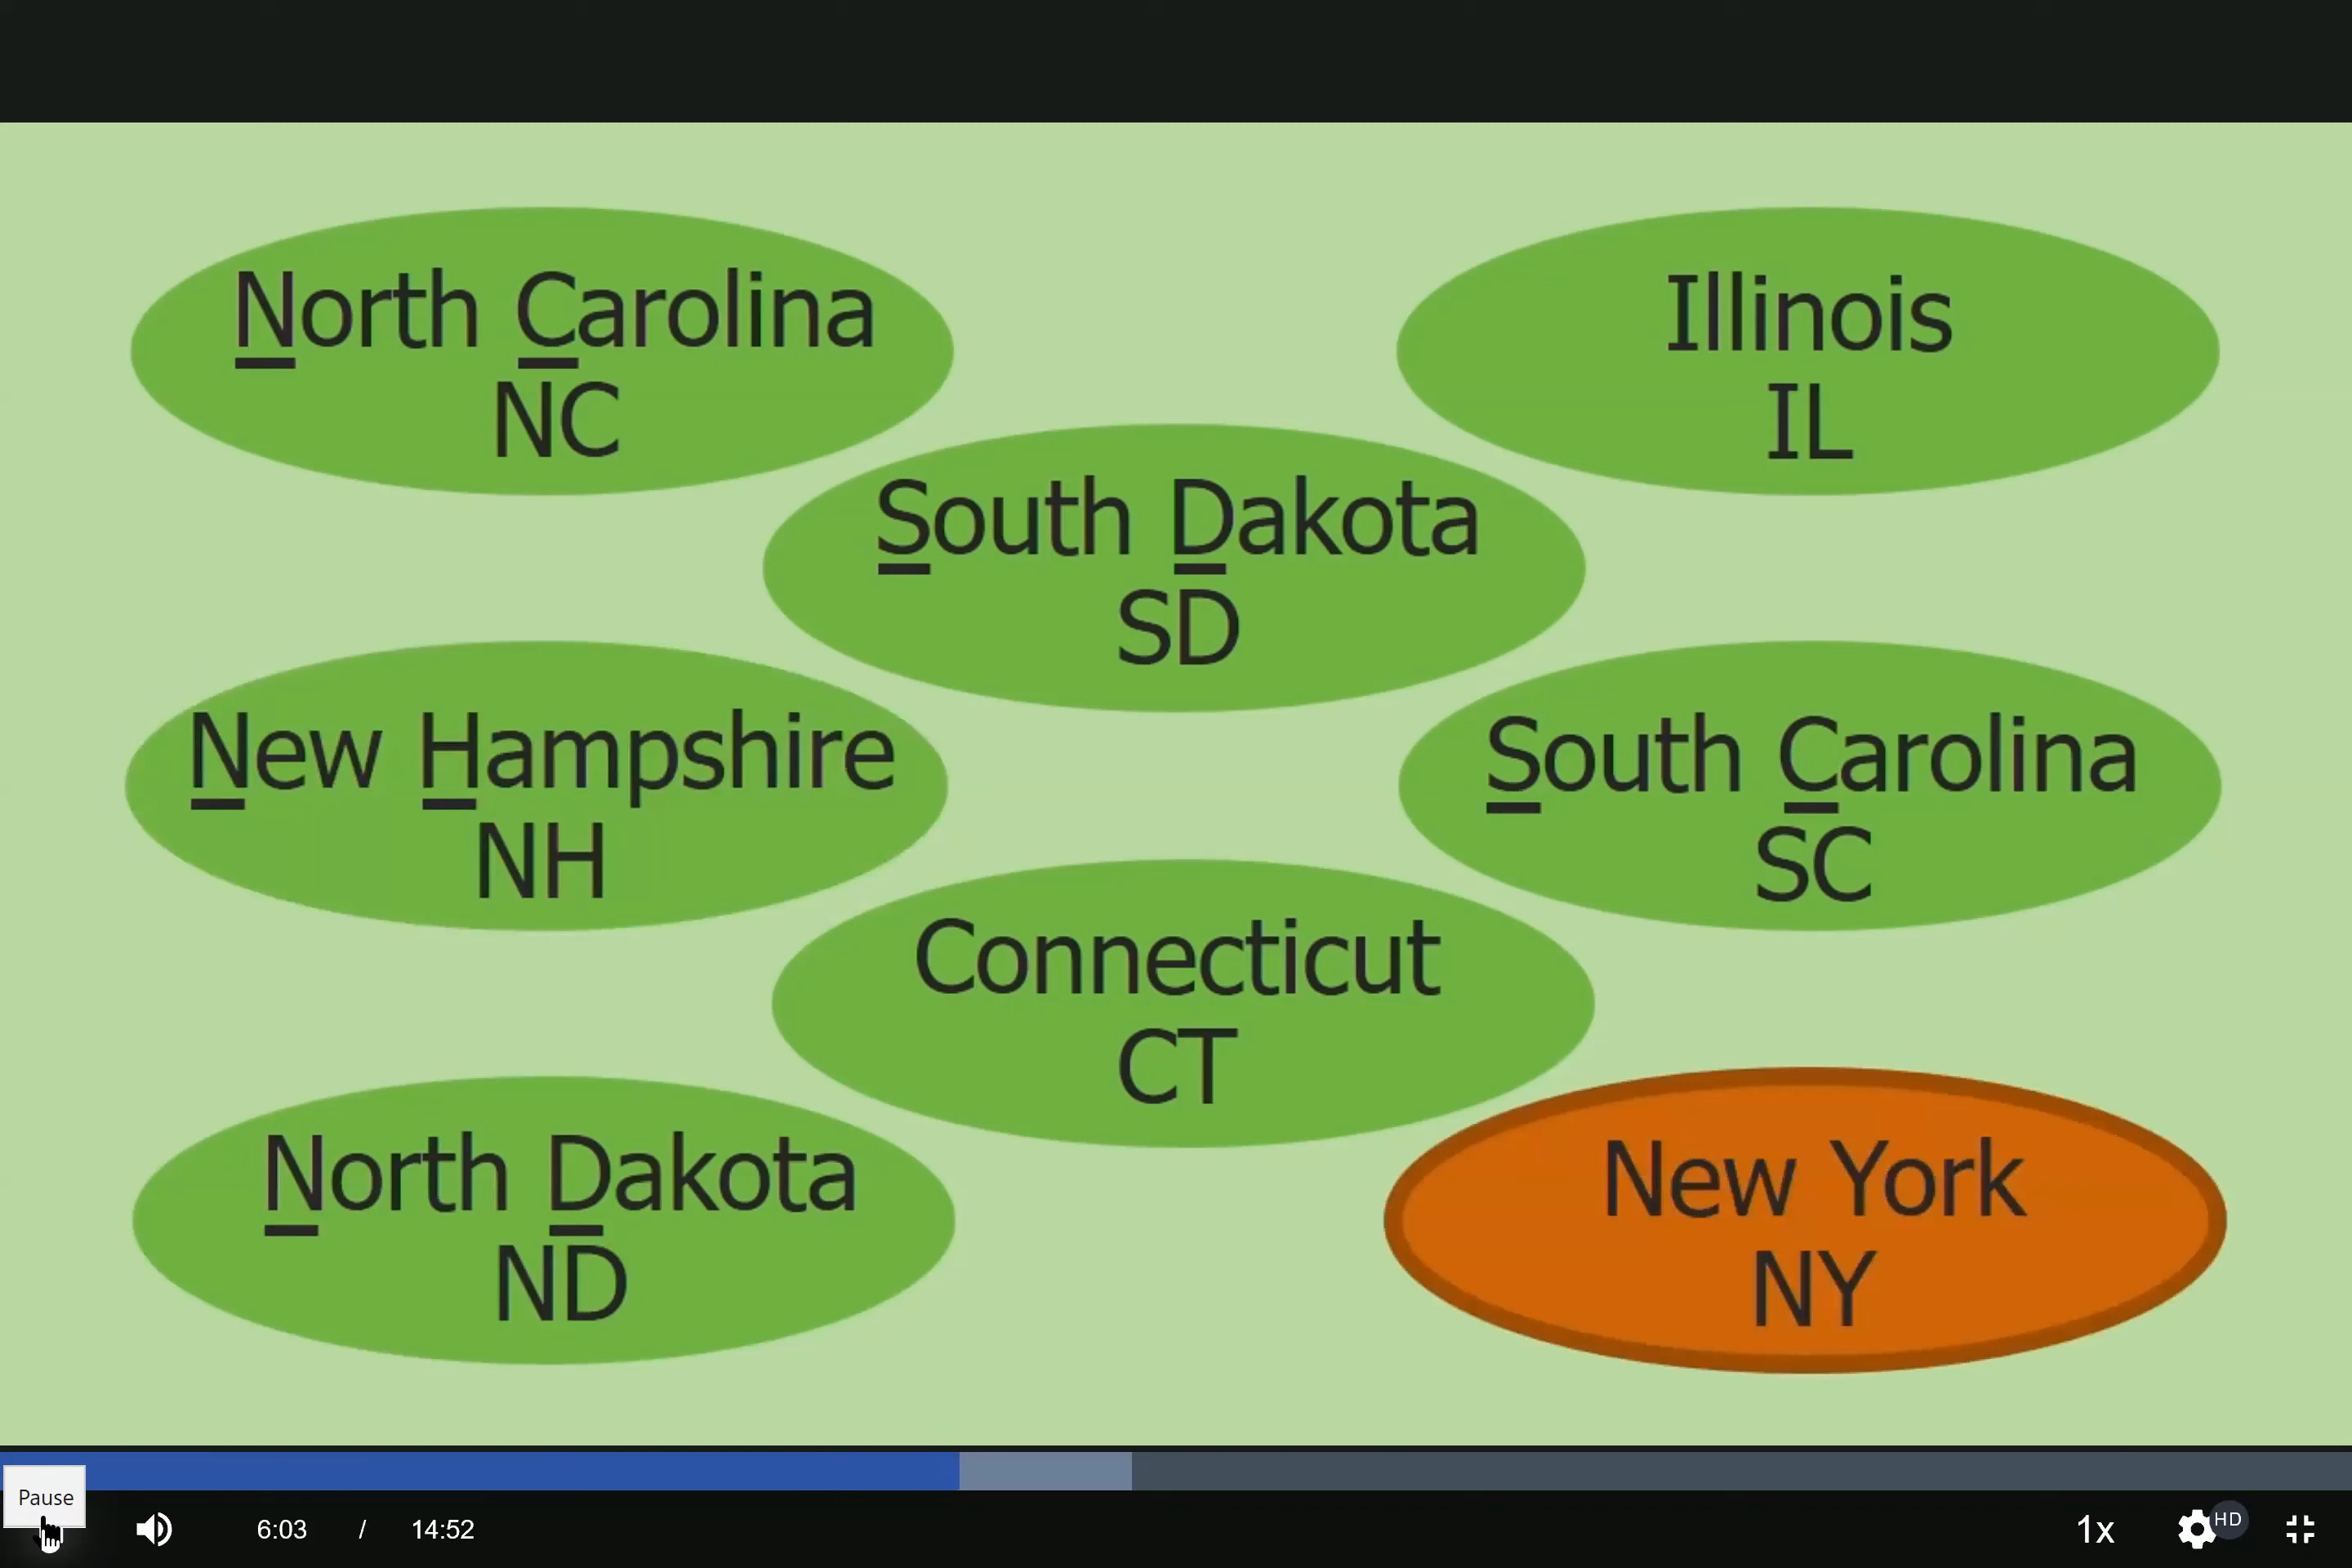 North Carolina
NC
Illinois
IL
South Dakota
SD
New Hampshire
NH
South Carolina
SC
Connecticut
CT
North Dakota
ND
New York
NY
Pause
6:03 / 14:52
1x
HD